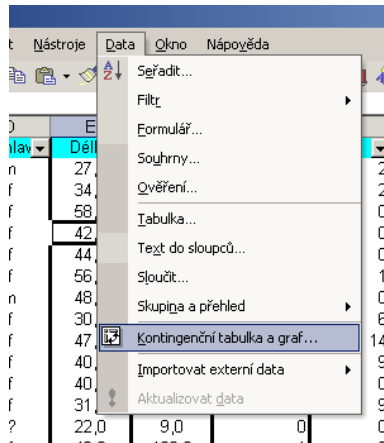 Nástroje Data Okno Nápověda
Seřadit...
Filtr
Formulář...
Souhrny...
Ověření...
Tabulka...
Text do sloupců...
Sloučit...
Skupina a přehled
Kontingenční tabulka a graf...
Importovat externí data
Aktualizovat data
E
n 27,
f 34,
f 58,
f 42,
f 44,
f 56,
n 48,
f 30,
f 47, 14
f 40,
f 40,
f 31,
? 22,0 9,0 0